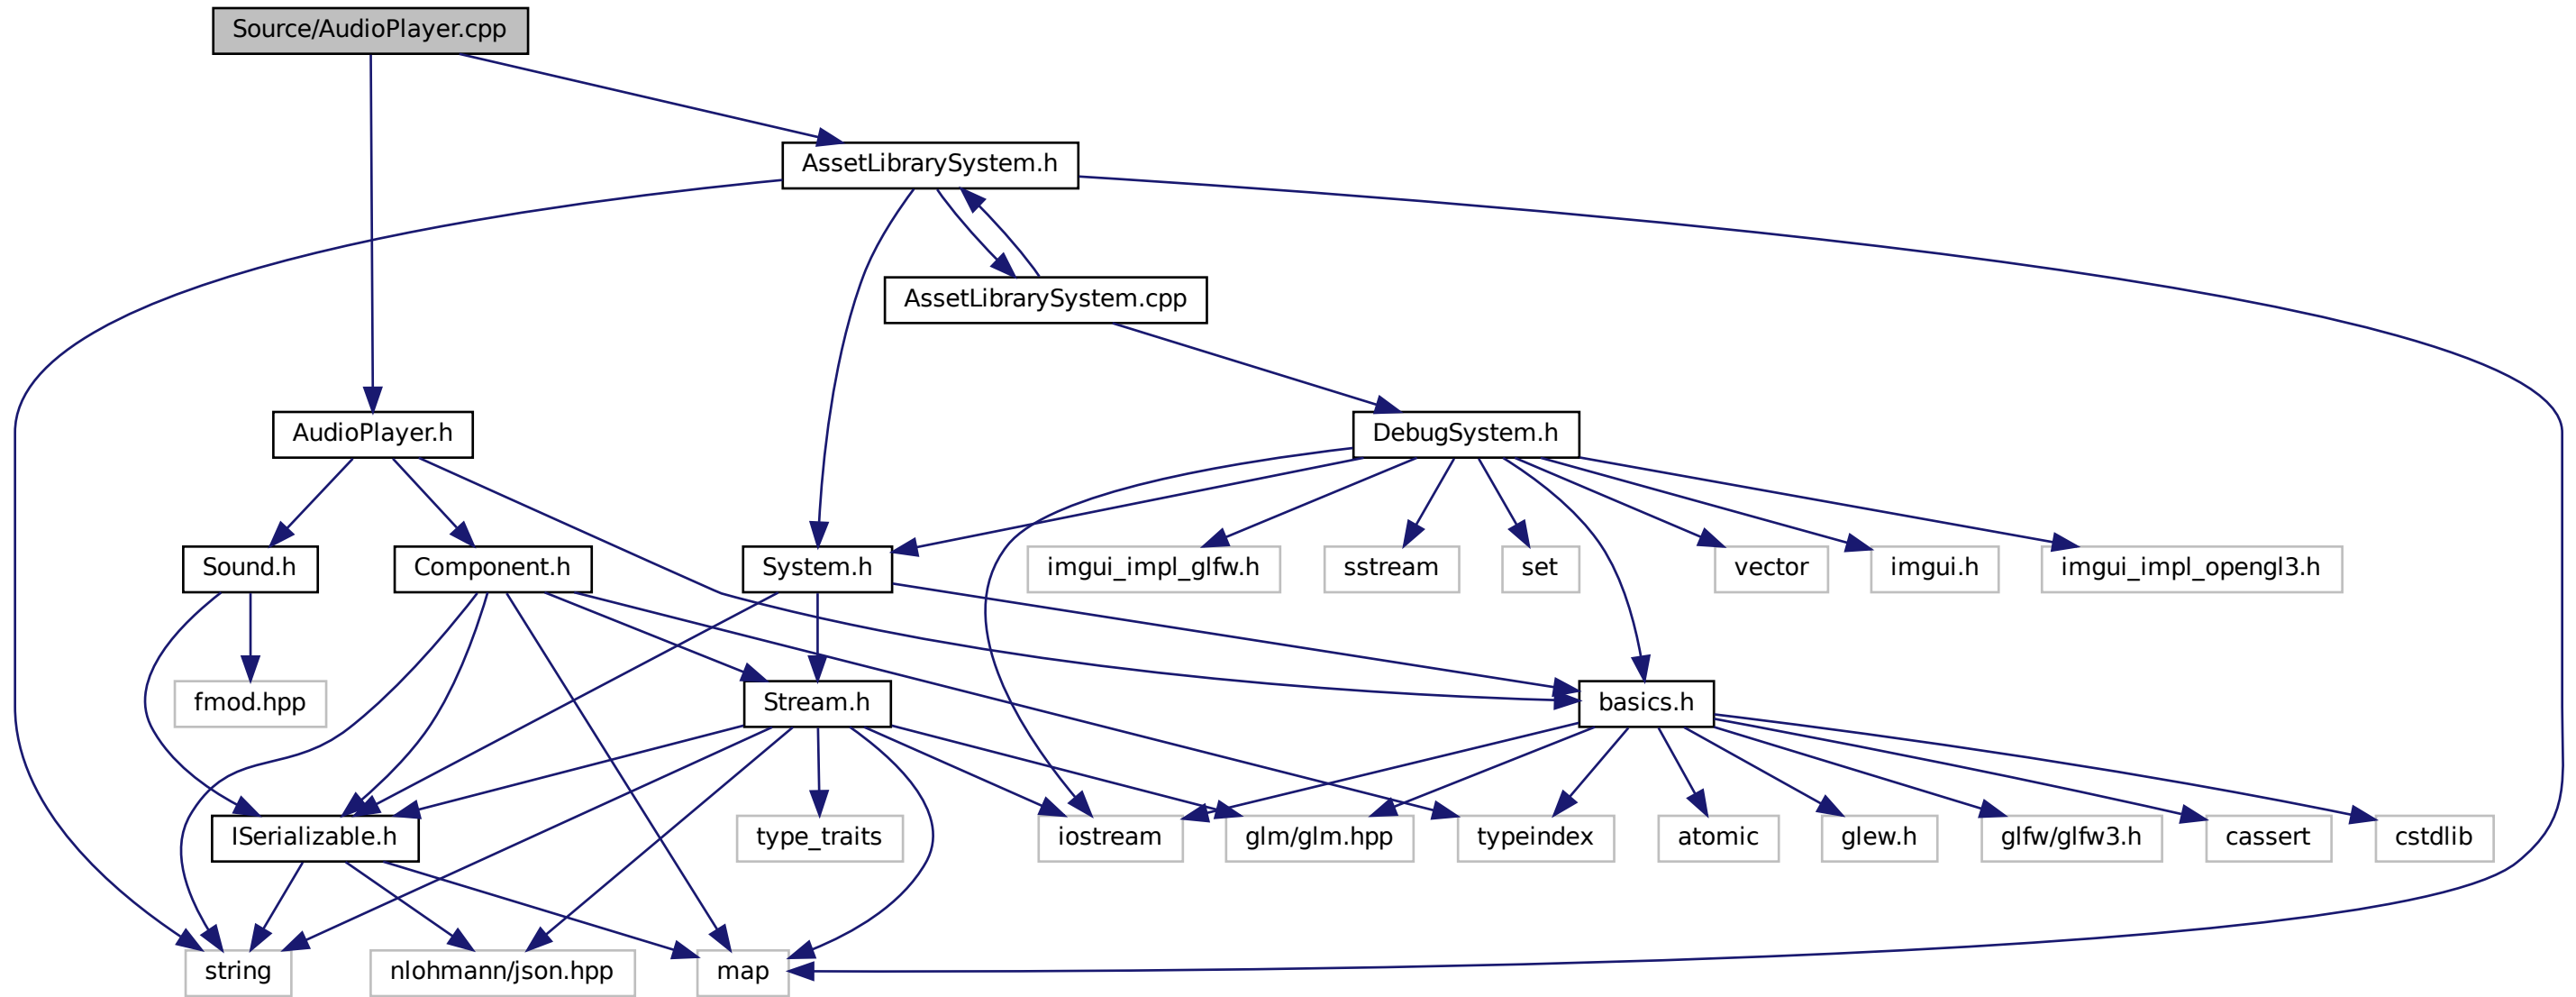 Source/AudioPlayer.cpp
AssetLibrarySystem.h
AssetLibrarySystem.cpp
AudioPlayer.h
DebugSystem.h
Sound.h
Component.h
System.h
imgui_impl_glfw.h
sstream
set
vector
imgui.h
imgui_impl_opengl3.h
fmod.hpp
Stream.h
basics.h
ISerializable.h
type_traits
iostream
glm/glm.hpp
typeindex
atomic
glew.h
glfw/glfw3.h
cassert
cstdlib
string
nlohmann/json.hpp
map